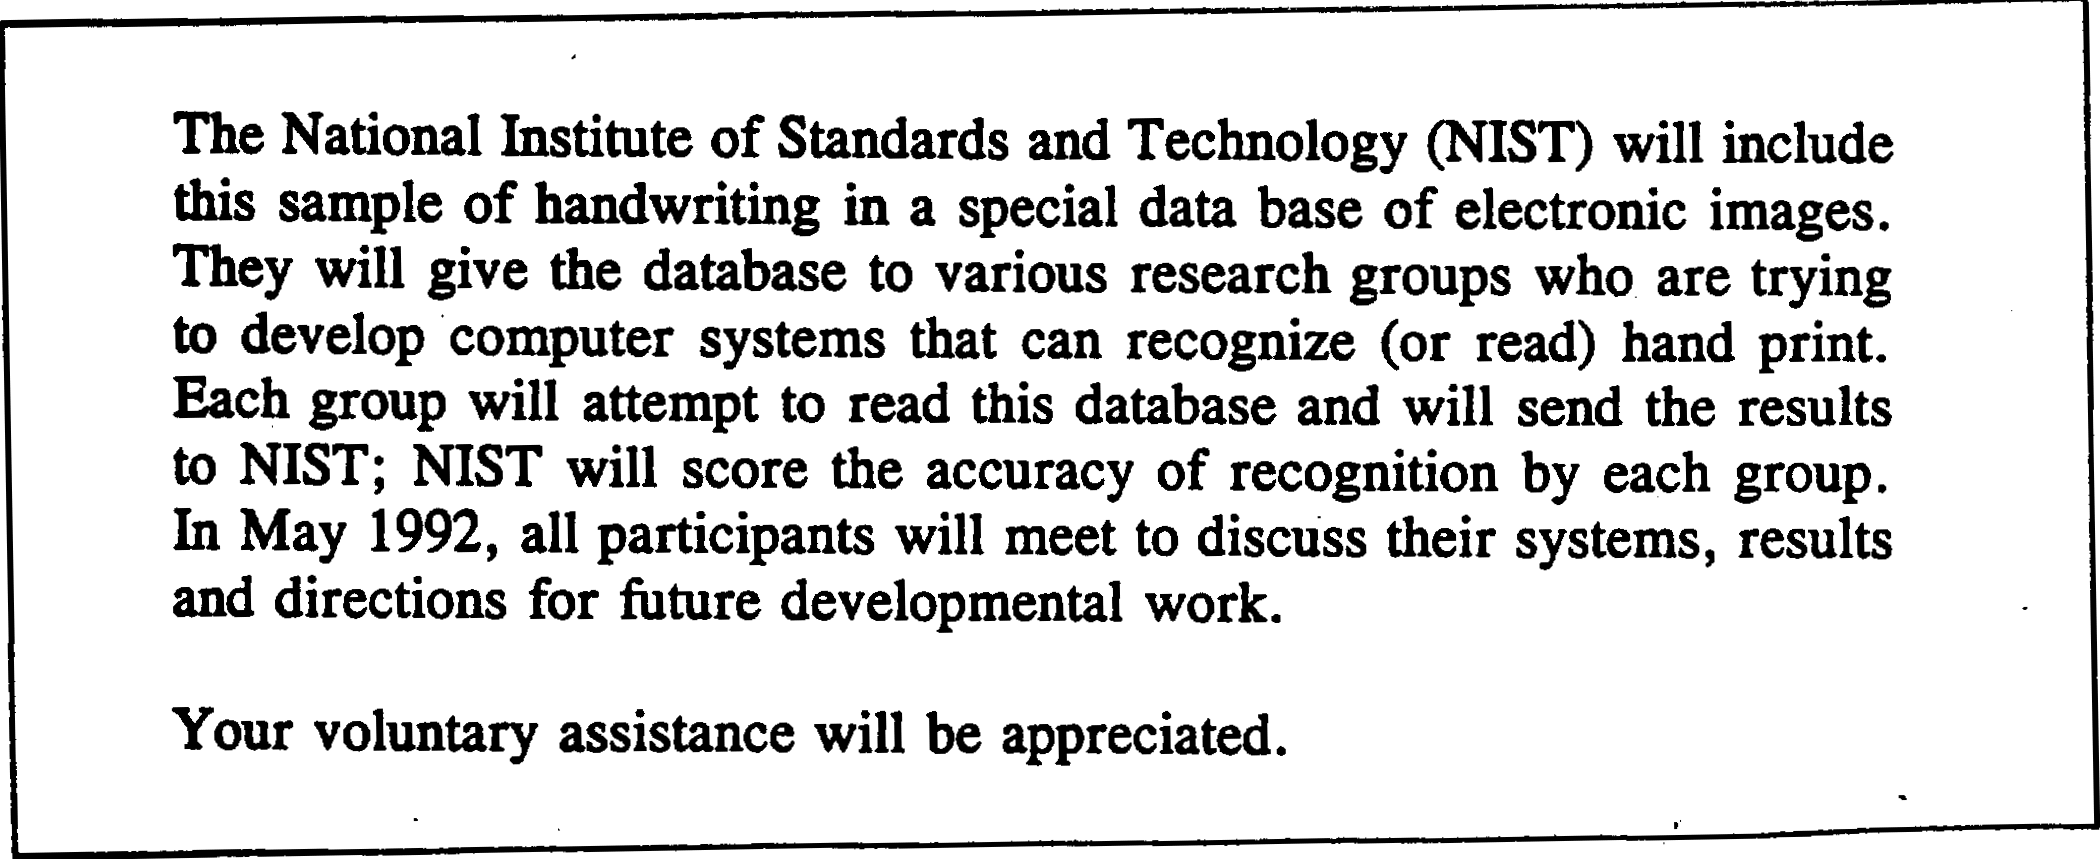 The National Institute of Standards and Technology (NIST) will include
this sample of handwriting in a special data base of electronic images.
They will give the database to various research groups who are trying
to develop computer systems that can recognize (or read) hand print.
Each group will attempt to read this database and will send the results
to NIST; NIST will score the accuracy of recognition by each group.
In May 1992, all participants will meet to discuss their systems, results
and directions for future developmental work.
Your voluntary assistance will be appreciated.